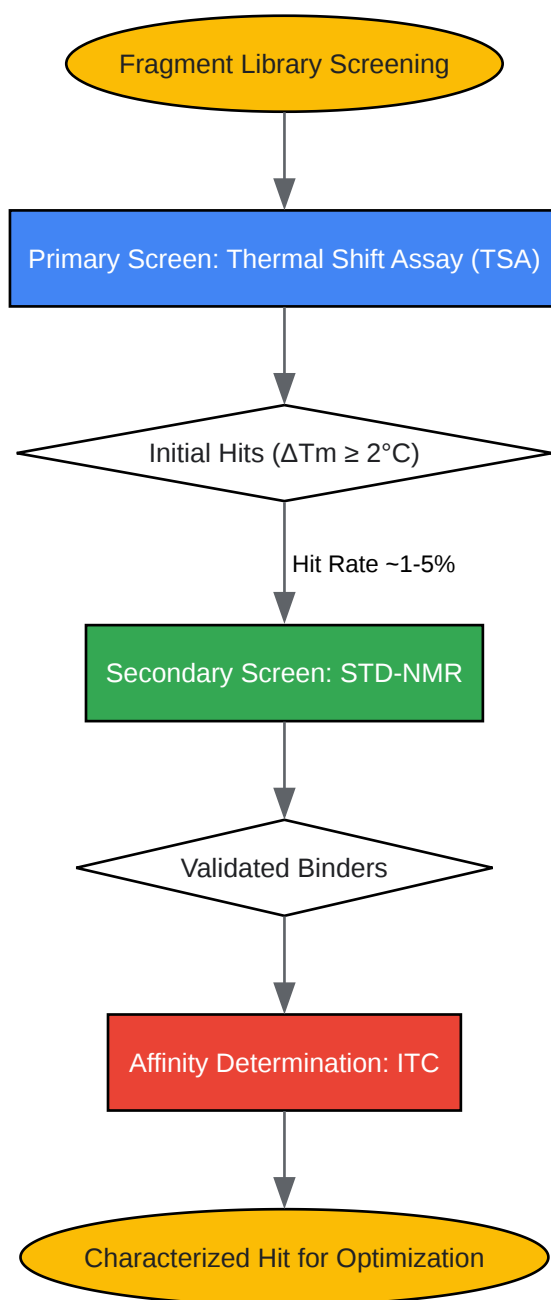 Fragment Library Screening
Primary Screen: Thermal Shift Assay (TSA)
Initial Hits (ΔTm ≥ 2°C)
Hit Rate ~1-5%
Secondary Screen: STD-NMR
Validated Binders
Affinity Determination: ITC
Characterized Hit for Optimization